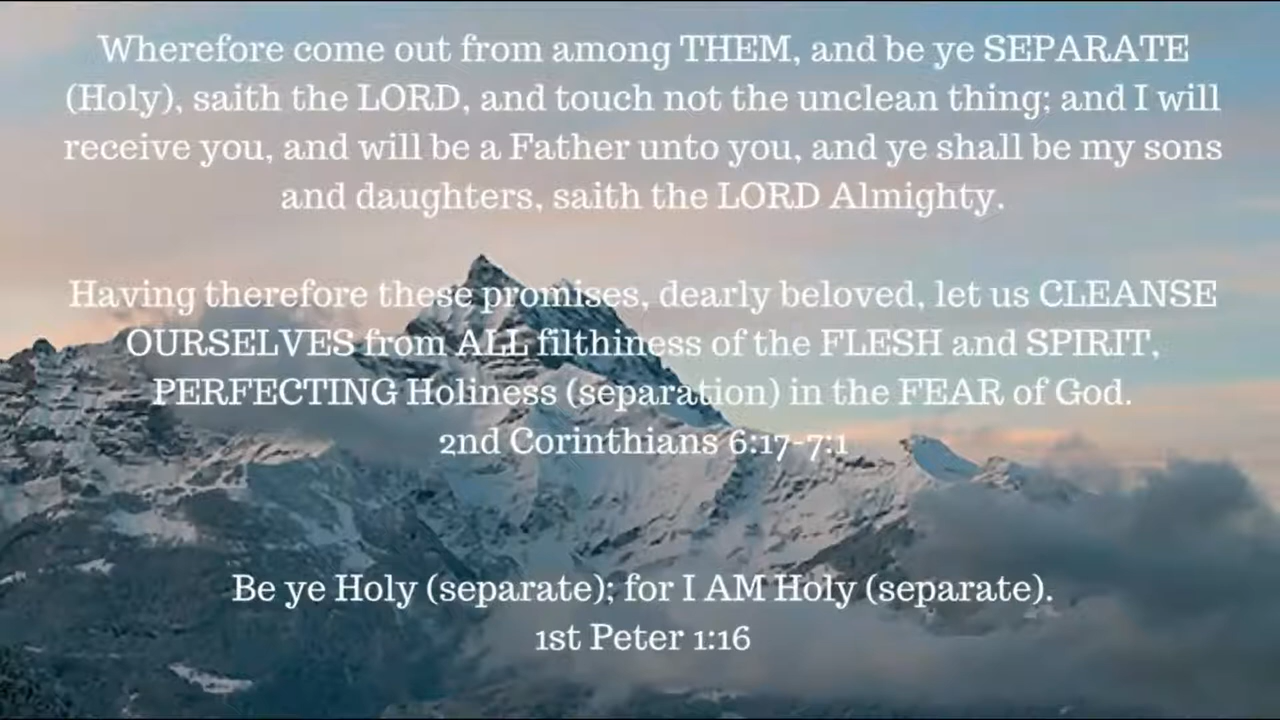 Wherefore come out from among THEM, and be ye SEPARATE
(Holy), saith the LORD, and touch not the unclean thing; and I will
receive you, and will be a Father unto you, and ye shall be my sons
and daughters, saith the LORD Almighty.
Having therefore these promises, dearly beloved, let us CLEANSE
OURSELVES from ALL filthiness of the FLESH and SPIRIT,
PERFECTING Holiness (separation) in the FEAR of God.
2nd Corinthians 6:17-7:1
Be ye Holy (separate); for I AM Holy (separate).
1st Peter 1:16